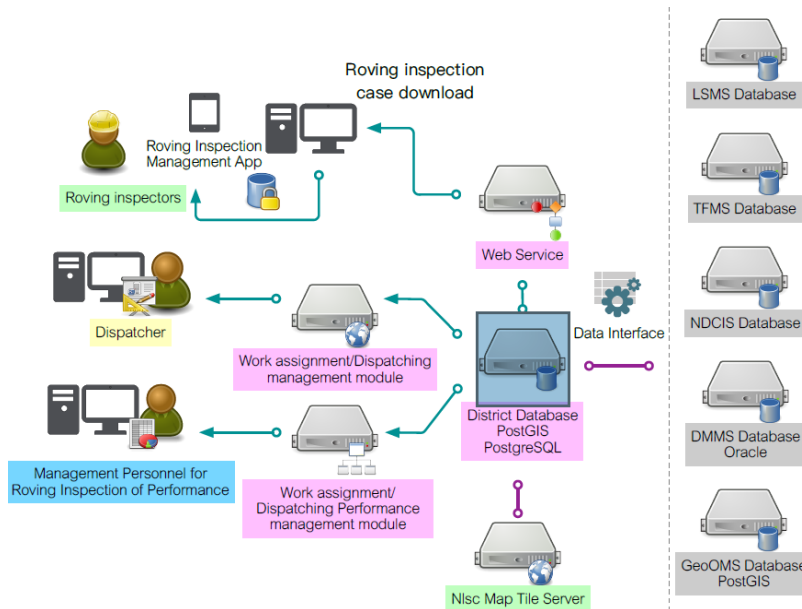 Roving inspection
case download
Roving Inspection
Management App
Roving inspectors
Web Service
Dispatcher
Work assignment/Dispatching
management module
Data Interface
District Database
PostGIS
PostgreSQL
Management Personnel for
Roving Inspection of Performance
Work assignment/
Dispatching Performance
management module
Nlsc Map Tile Server
LSMS Database
TFMS Database
NDCIS Database
DMMS Database
Oracle
GeoOMS Database
PostGIS